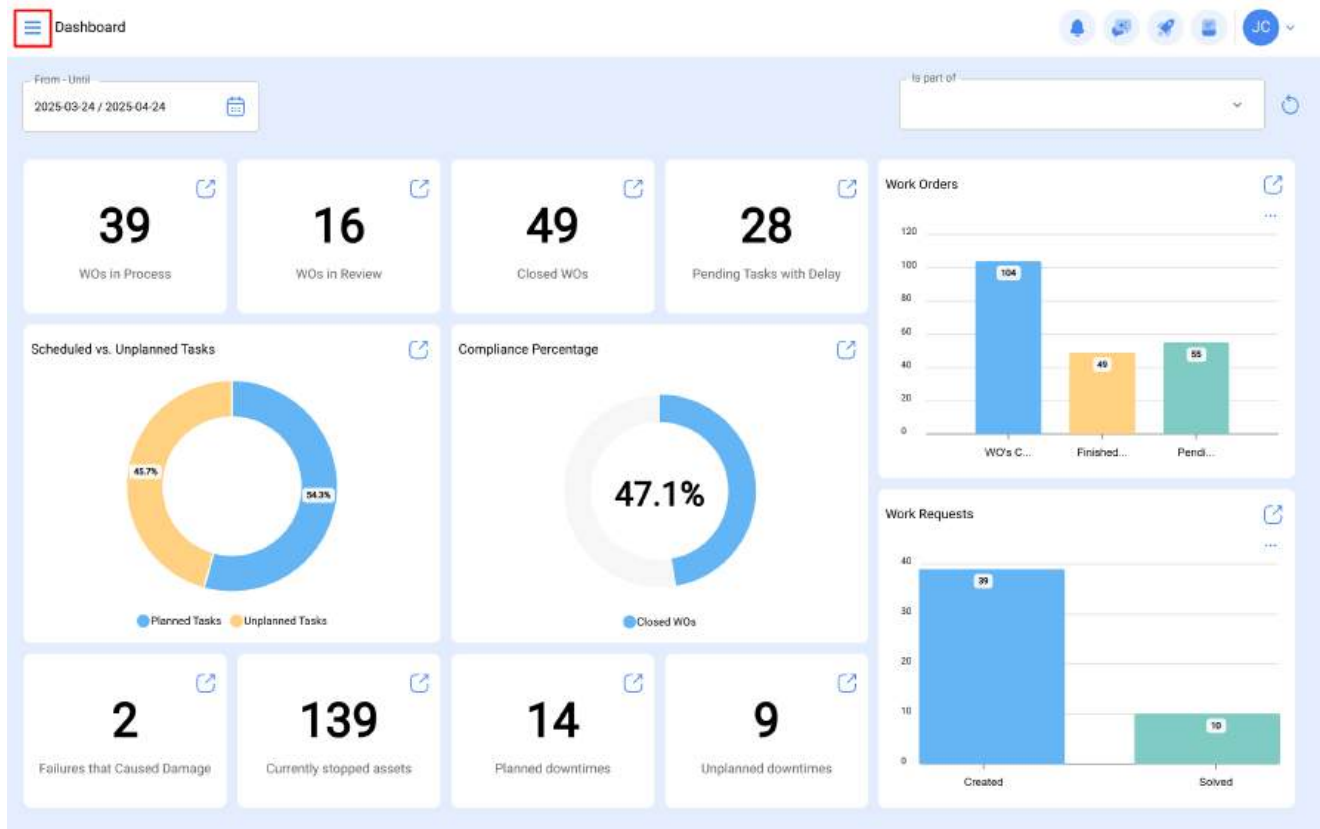 Dashboard
JC
From - Until
2025-03-24 / 2025-04-24
Is part of
39
WOs in Process
16
WOs in Review
49
Closed WOs
28
Pending Tasks with Delay
Work Orders
...
120
100
80
60
40
20
0
104
49
55
WO's C...
Finished...
Pendi...
Scheduled vs. Unplanned Tasks
45.7%
54.3%
Planned Tasks
Unplanned Tasks
Compliance Percentage
47.1%
Closed WOs
Work Requests
...
40
30
20
10
0
39
10
Created
Solved
2
Failures that Caused Damage
139
Currently stopped assets
14
Planned downtimes
9
Unplanned downtimes